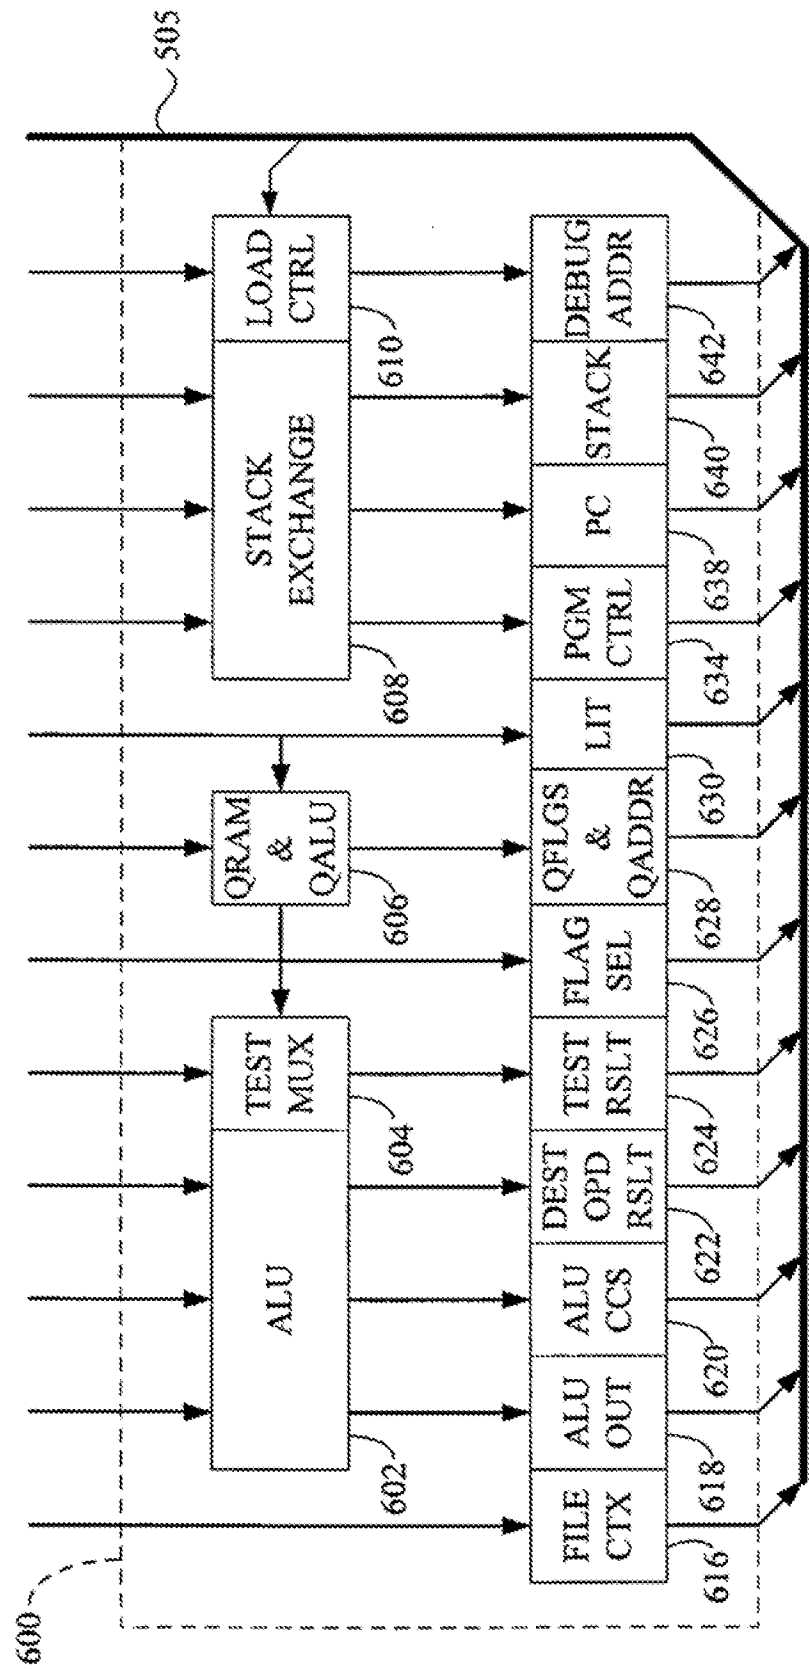 600
505
ALU
TEST
MUX
QRAM
&
QALU
STACK
EXCHANGE
LOAD
CTRL
602
604
606
608
610
FILE
CTX
ALU
OUT
ALU
CCS
DEST
OPD
RSLT
TEST
RSLT
FLAG
SEL
QFLGS
&
QADDR
LIT
PGM
CTRL
PC
STACK
DEBUG
ADDR
616
618
620
622
624
626
628
630
634
638
640
642